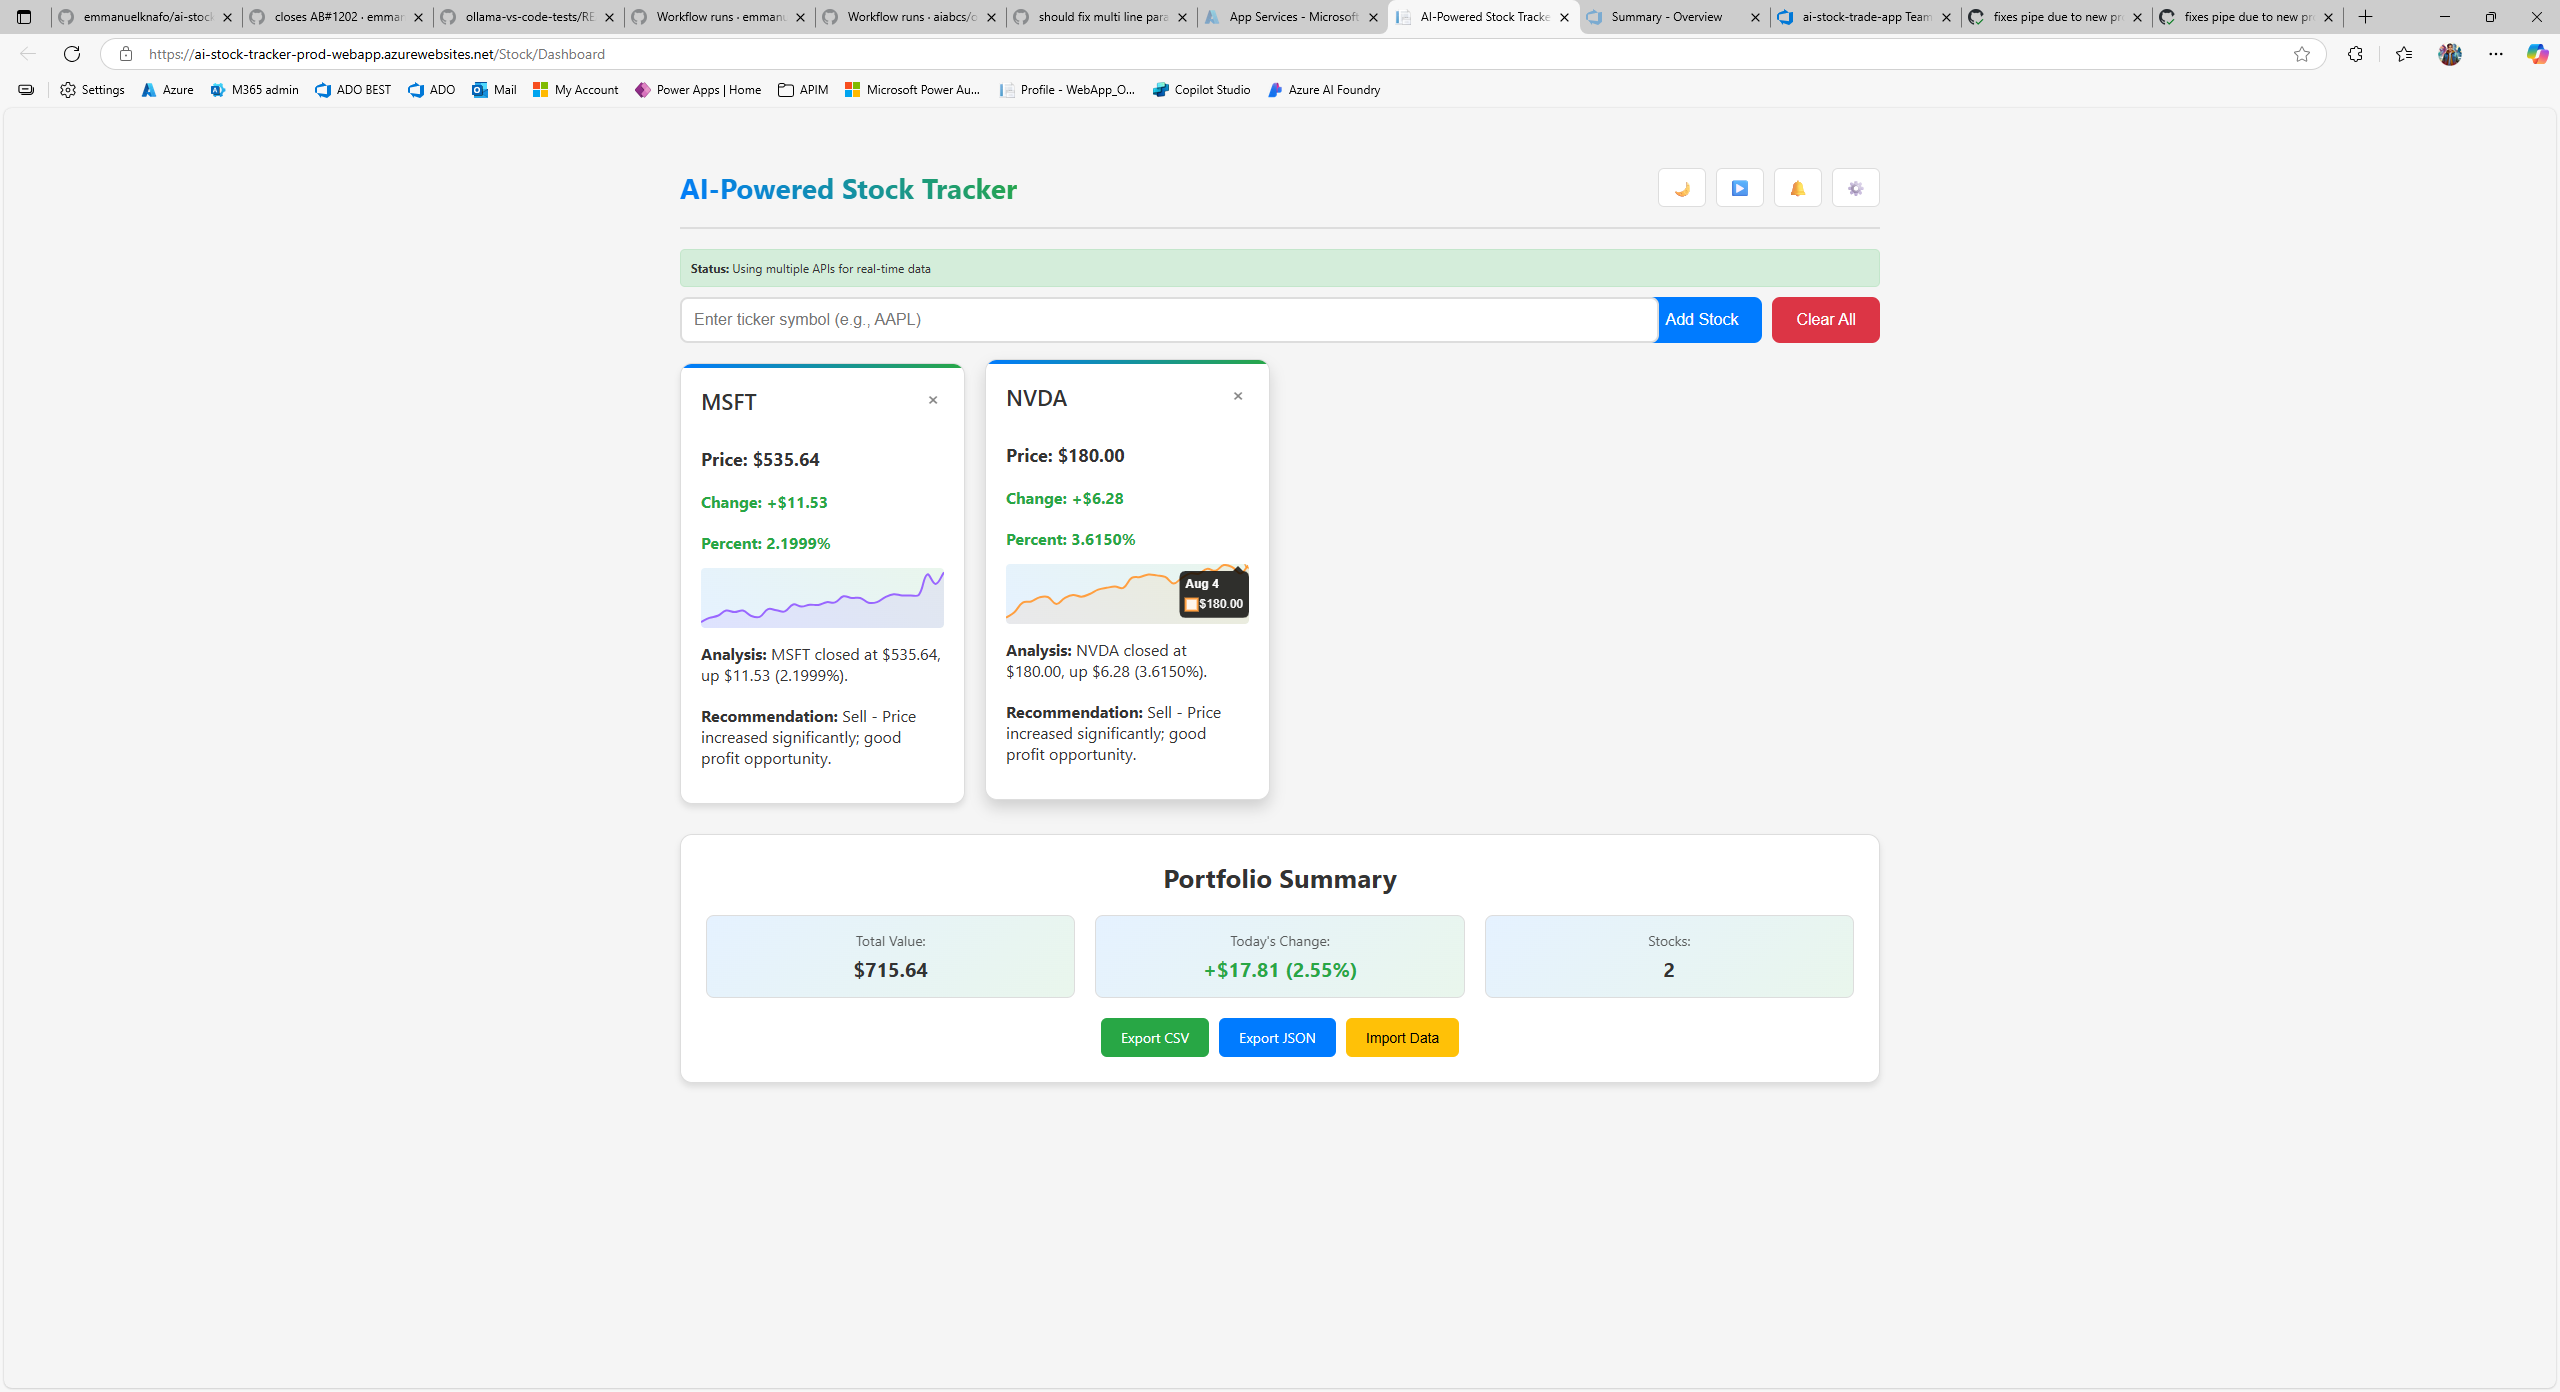 emmanuelknafo/ai-stock
closes AB#1202 · emmar
ollama-vs-code-tests/RE
Workflow runs · emmanu
Workflow runs · aiabcs/o
should fix multi line para
App Services - Microsoft
AI-Powered Stock Tracke
Summary - Overview
ai-stock-trade-app Team
fixes pipe due to new pr
fixes pipe due to new pr
https://ai-stock-tracker-prod-webapp.azurewebsites.net/Stock/Dashboard
Settings
Azure
M365 admin
ADO BEST
ADO
Mail
My Account
Power Apps | Home
APIM
Microsoft Power Au...
Profile - WebApp_O...
Copilot Studio
Azure AI Foundry
AI-Powered Stock Tracker
Status: Using multiple APIs for real-time data
Enter ticker symbol (e.g., AAPL)
Add Stock
Clear All
MSFT
×
Price: $535.64
Change: +$11.53
Percent: 2.1999%
Analysis: MSFT closed at $535.64,
up $11.53 (2.1999%).
Recommendation: Sell - Price
increased significantly; good
profit opportunity.
NVDA
×
Price: $180.00
Change: +$6.28
Percent: 3.6150%
Aug 4
$180.00
Analysis: NVDA closed at
$180.00, up $6.28 (3.6150%).
Recommendation: Sell - Price
increased significantly; good
profit opportunity.
Portfolio Summary
Total Value:
$715.64
Today's Change:
+$17.81 (2.55%)
Stocks:
2
Export CSV
Export JSON
Import Data